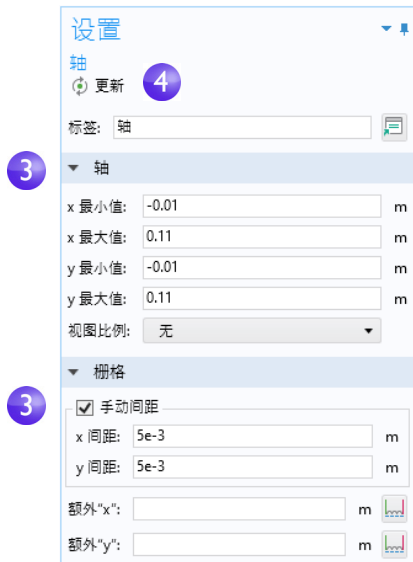 设置
轴
更新 4
标签: 轴
3 轴
x 最小值: -0.01 m
x 最大值: 0.11 m
y 最小值: -0.01 m
y 最大值: 0.11 m
视图比例: 无
栅格
3 手动间距
x 间距: 5e-3 m
y 间距: 5e-3 m
额外"x": m
额外"y": m